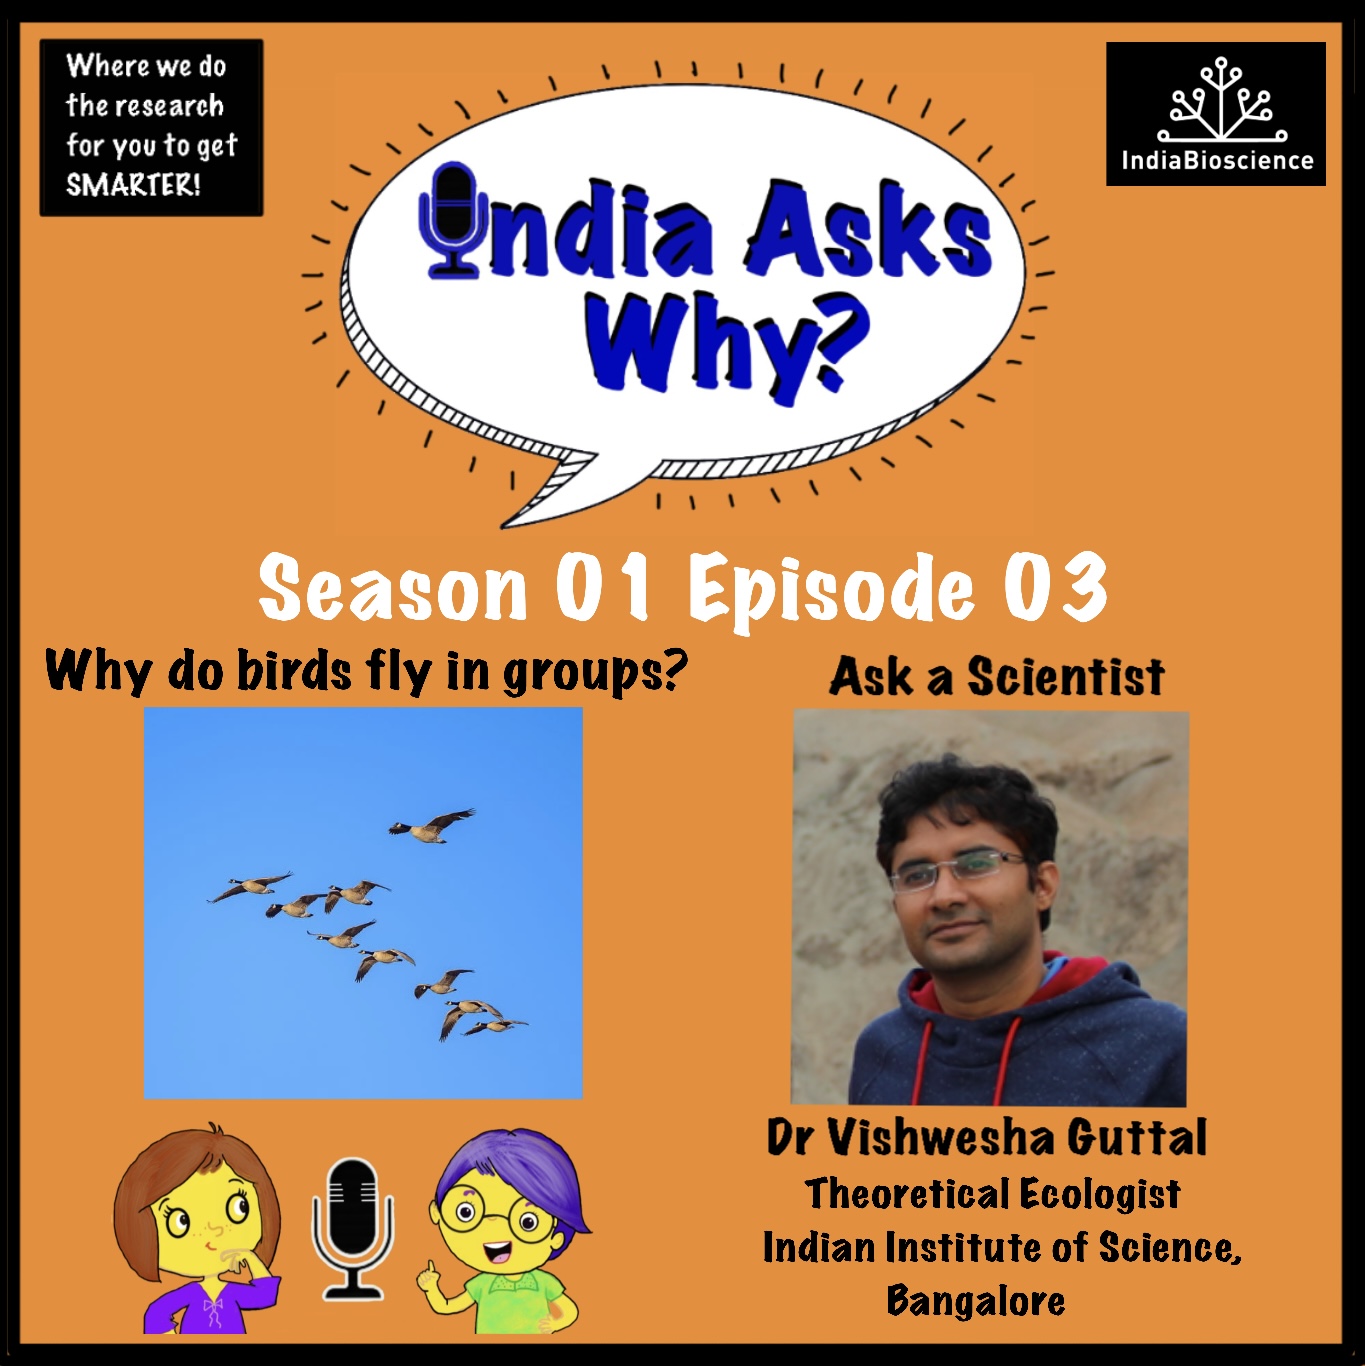 Where we do
the research
for you to get
SMARTER!
IndiaBioscience
India Asks
Why?
Season 01 Episode 03
Why do birds fly in groups?
Ask a Scientist
Dr Vishwesha Guttal
Theoretical Ecologist
Indian Institute of Science,
Bangalore